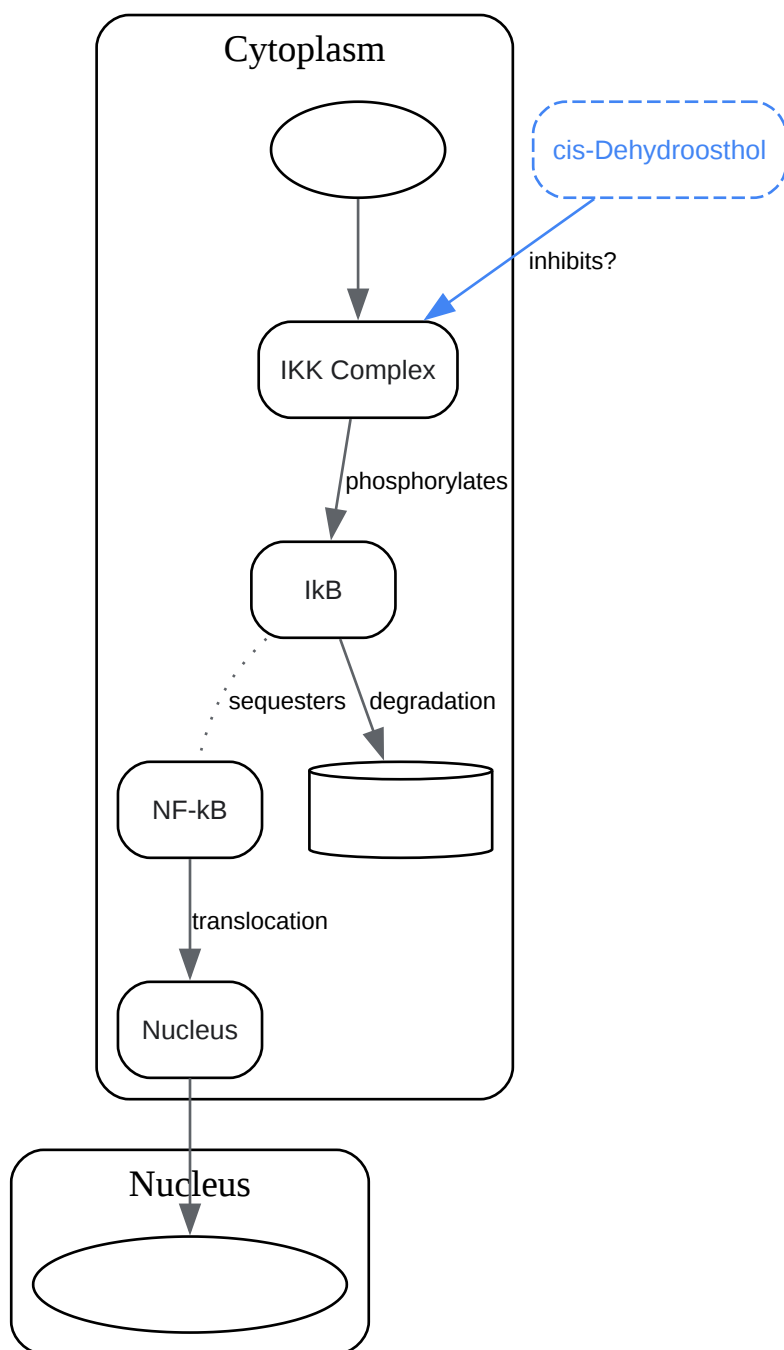 Cytoplasm
cis-Dehydroosthol
inhibits?
IKK Complex
phosphorylates
IkB
sequesters
degradation
NF-kB
translocation
Nucleus
Nucleus